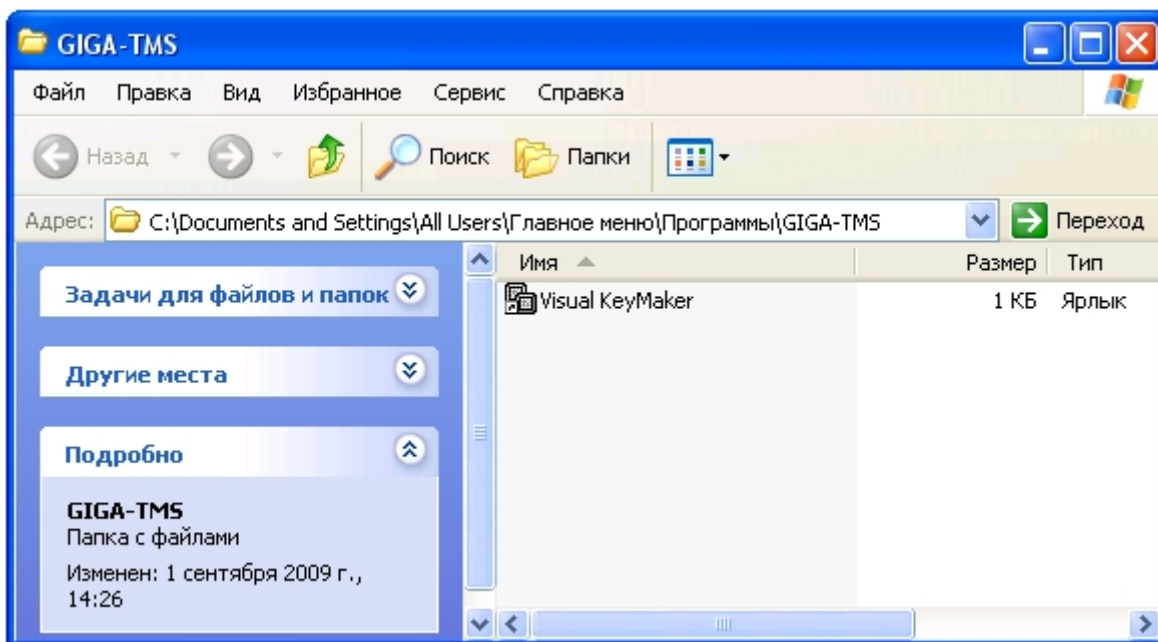 GIGA-TMS
Файл Правка Вид Избранное Сервис Справка
Назад Поиск Папки
Адрес: C:\Documents and Settings\All Users\Главное меню\Программы\GIGA-TMS Переход
Имя Размер Тип
Visual KeyMaker 1 КБ Ярлык
Задачи для файлов и папок
Другие места
Подробно
GIGA-TMS
Папка с файлами
Изменен: 1 сентября 2009 г.,
14:26